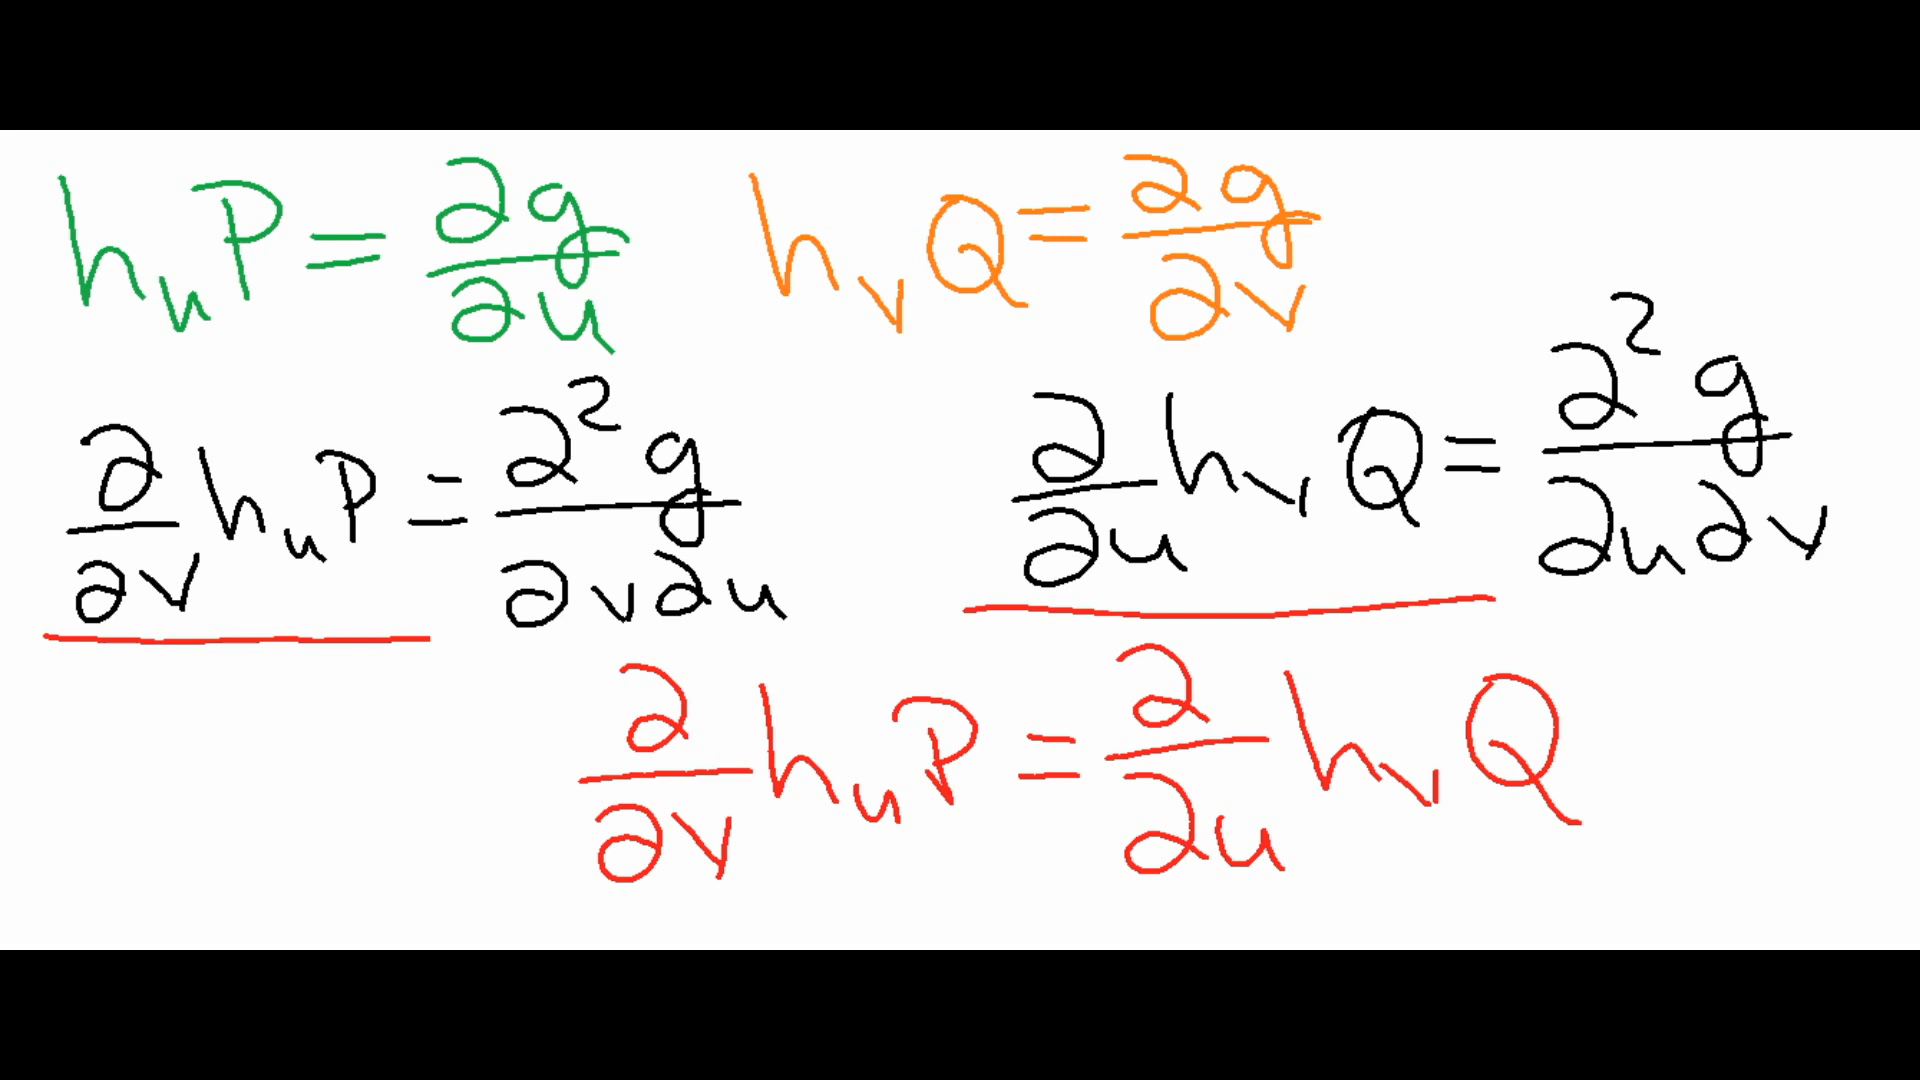 h_u P = ∂g/∂u   h_v Q = ∂g/∂v
∂/∂v h_u P = ∂²g/∂v∂u   ∂/∂u h_v Q = ∂²g/∂u∂v
∂/∂v h_u P = ∂/∂u h_v Q